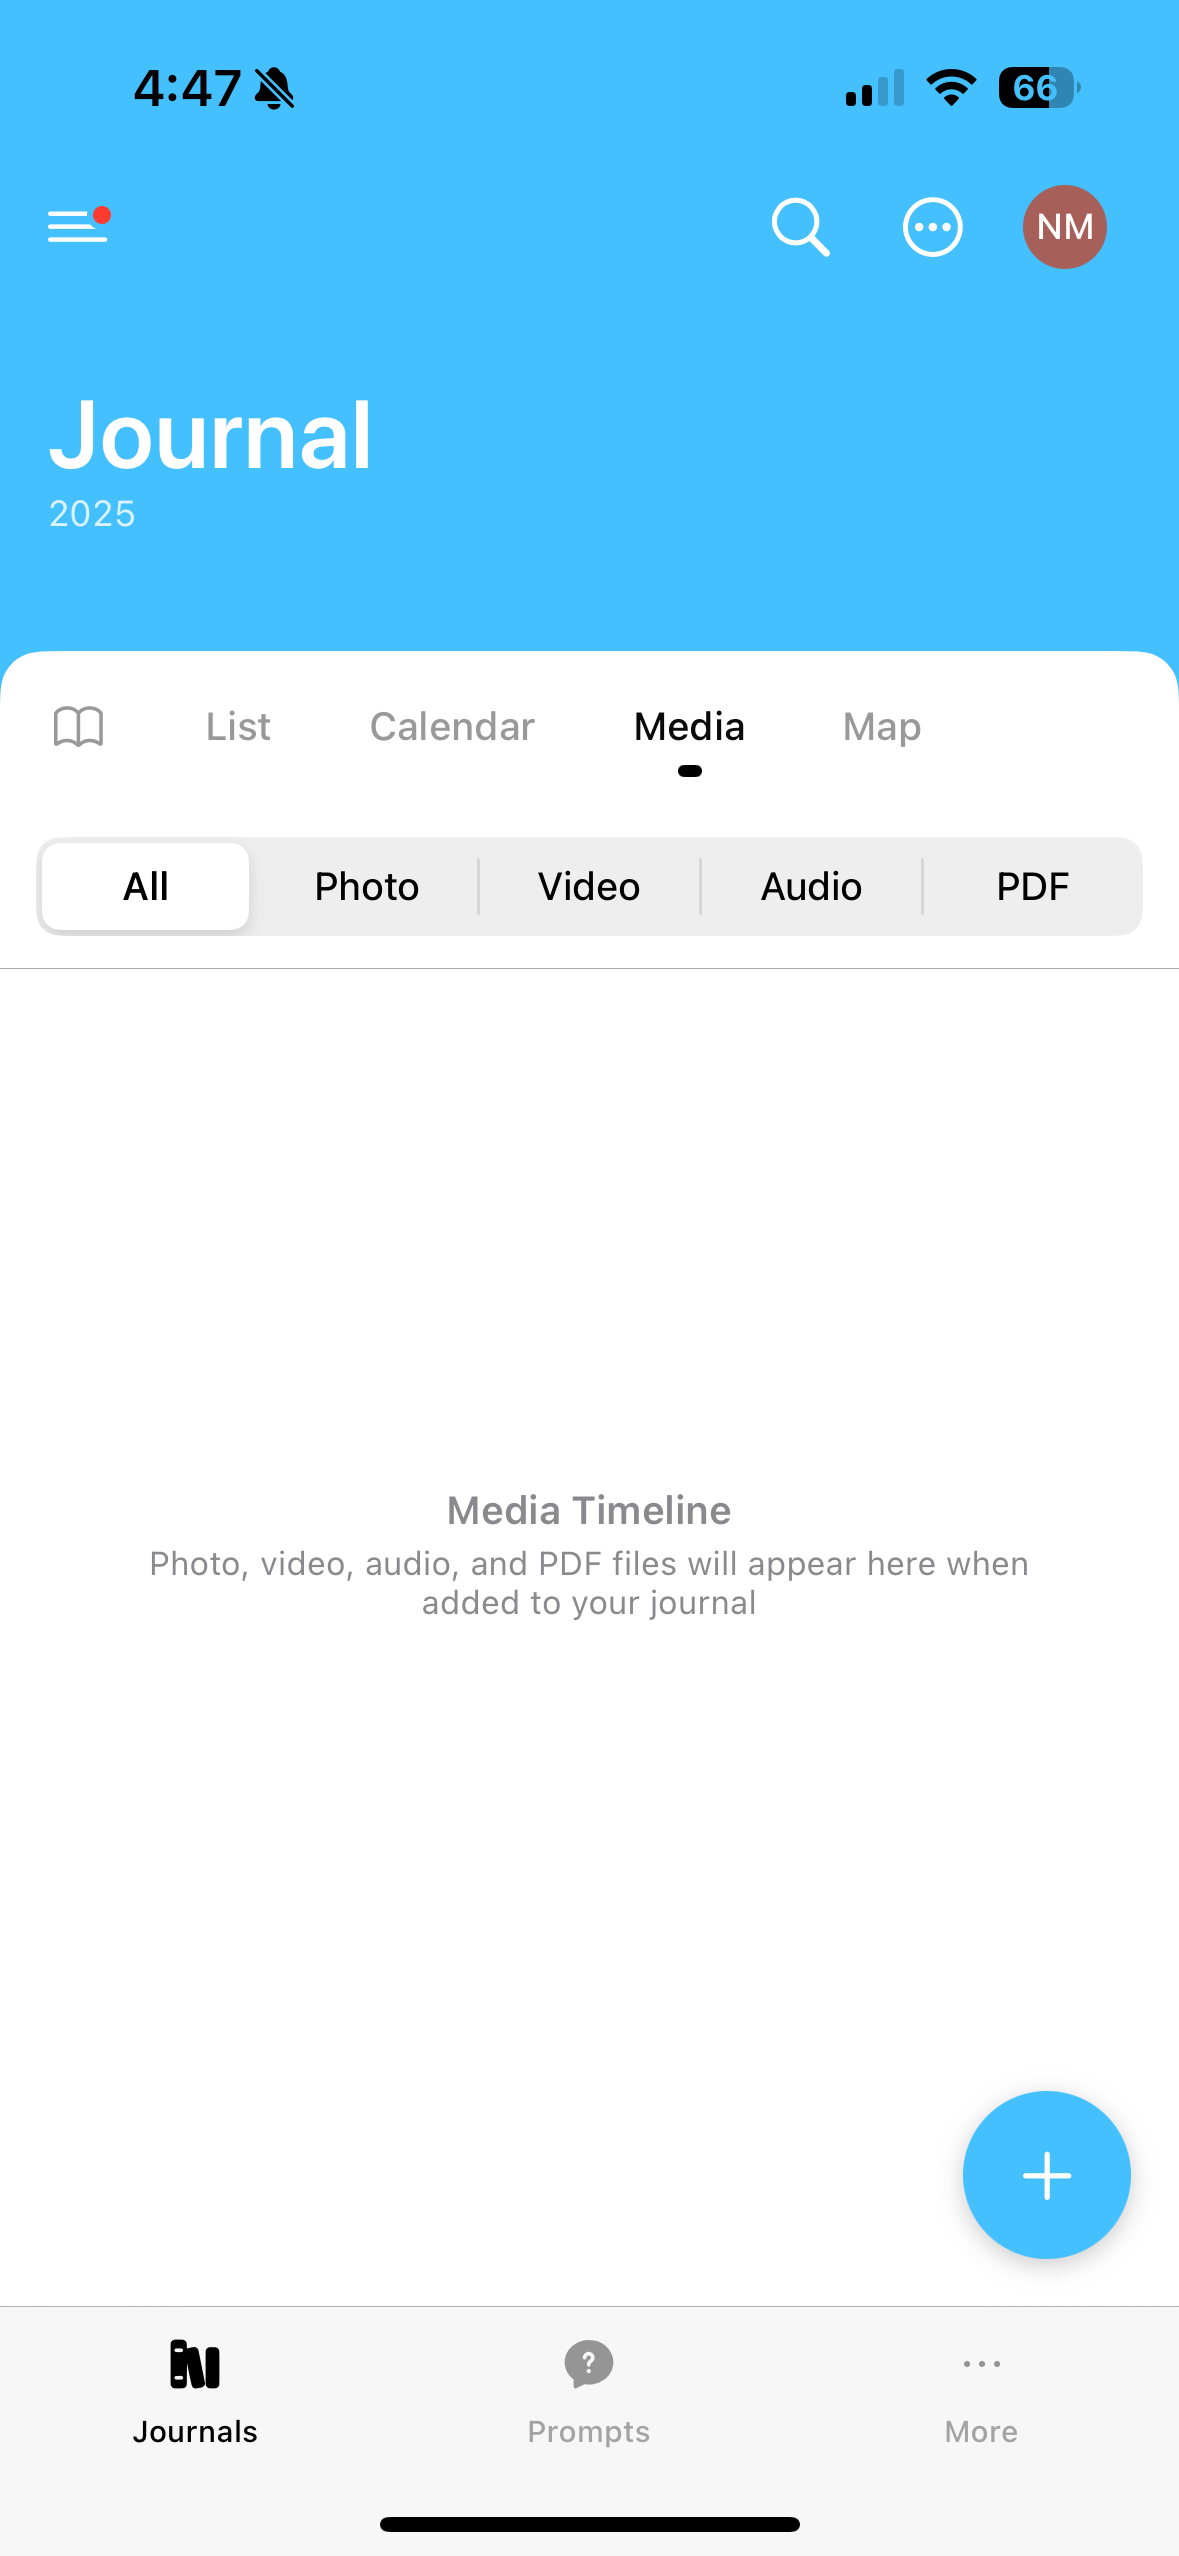 4:47
66
NM
Journal
2025
List Calendar Media Map
All Photo Video Audio PDF
Media Timeline
Photo, video, audio, and PDF files will appear here when
added to your journal
Journals Prompts More